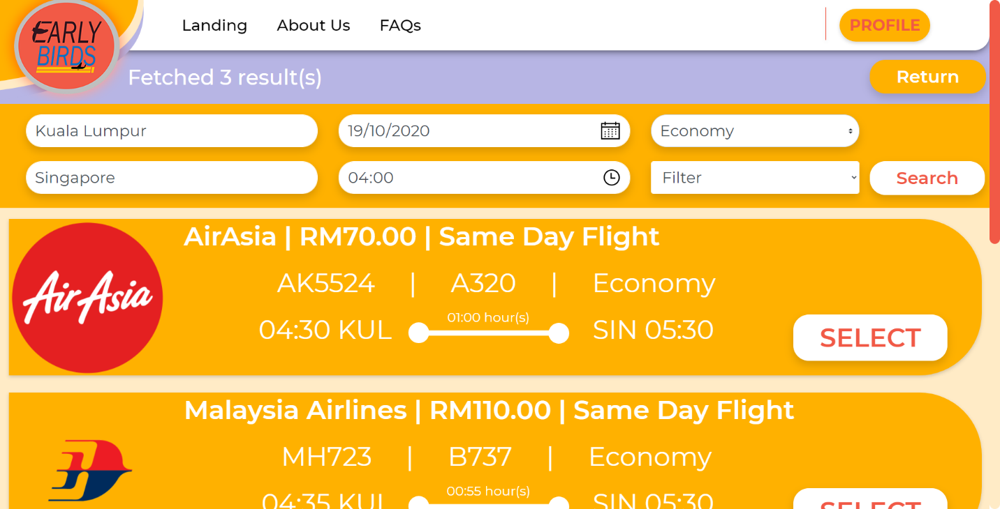 EARLY
BIRDS
Landing About Us FAQs PROFILE
Fetched 3 result(s) Return
Kuala Lumpur 19/10/2020 Economy
Singapore 04:00 Filter Search
AirAsia | RM70.00 | Same Day Flight
AirAsia
AK5524 | A320 | Economy
01:00 hour(s)
04:30 KUL SIN 05:30
SELECT
Malaysia Airlines | RM110.00 | Same Day Flight
MH723 | B737 | Economy
00:55 hour(s)
04:35 KUL SIN 05:30
SELECT